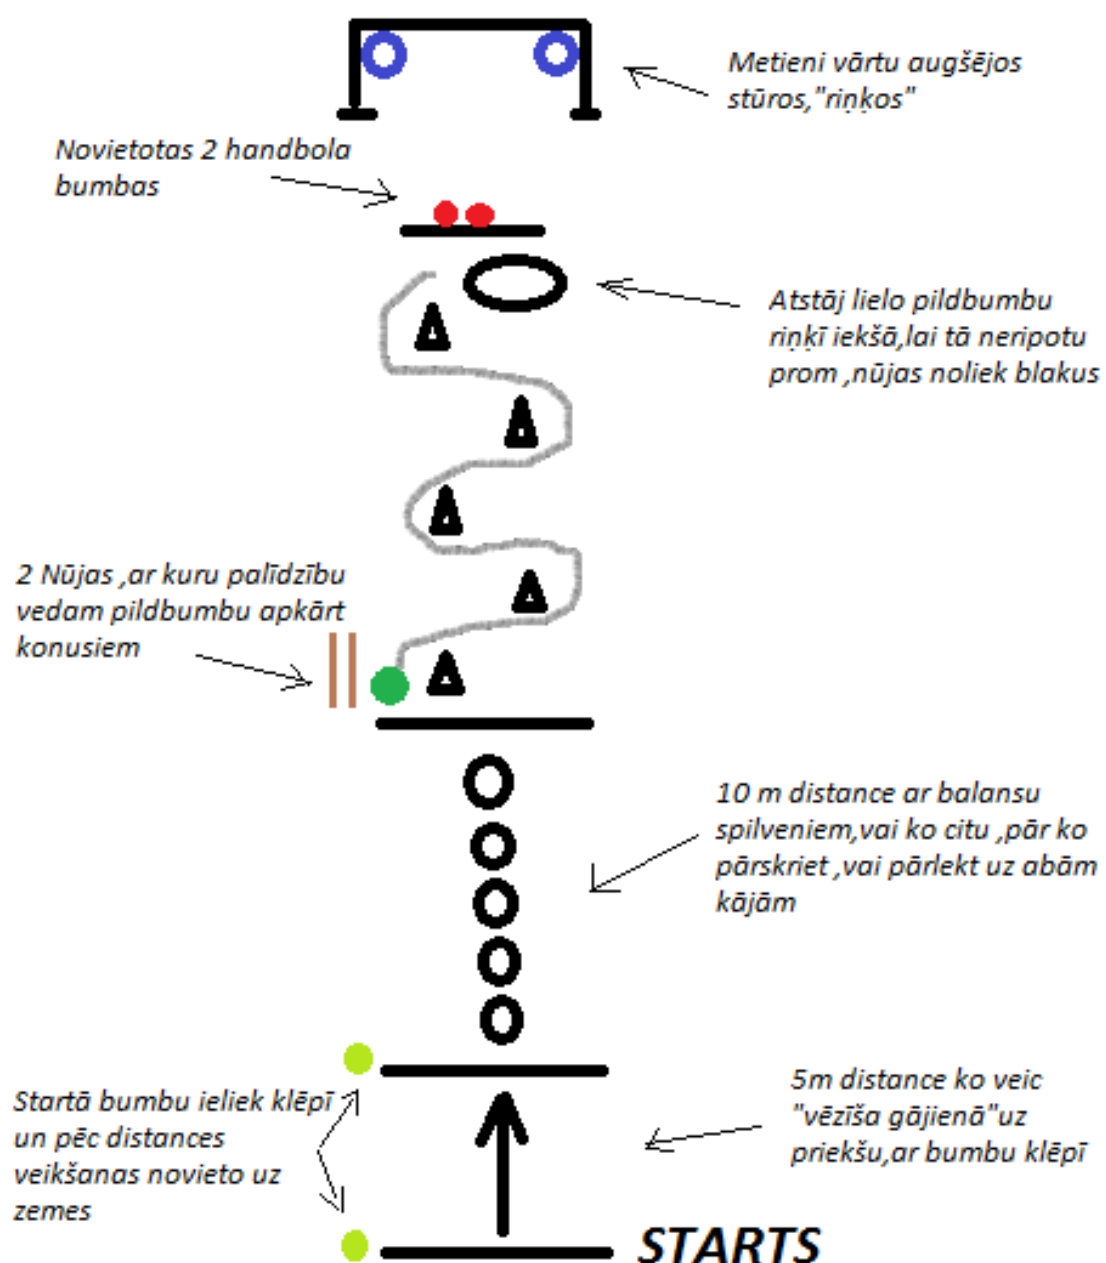 Metieni vārtu augšējos
stūros,"riņķos"
Novietotas 2 handbola
bumbas
Atstāj lielo pildbumbu
riņķī iekšā,lai tā neripotu
prom ,nūjas noliek blakus
2 Nūjas ,ar kuru palīdzību
vedam pildbumbu apkārt
konusiem
10 m distance ar balansu
spilveniem,vai ko citu ,pār ko
pārskriet ,vai pārlekt uz abām
kājām
5m distance ko veic
"vēzīša gājienā"uz
priekšu,ar bumbu klēpī
Startā bumbu ieliek klēpī
un pēc distances
veikšanas novieto uz
zemes
STARTS